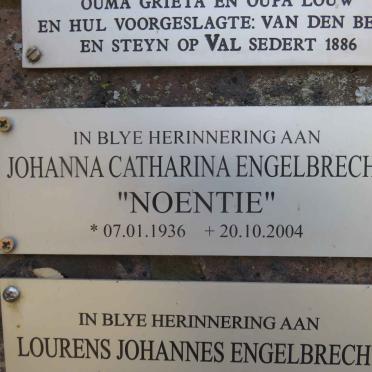 OUMA GRIETA EN OUPA LOUW
EN HUL VOORGESLAGTE: VAN DEN BE
EN STEYN OP VAL SEDERT 1886
IN BLYE HERINNERING AAN
JOHANNA CATHARINA ENGELBRECH
"NOENTIE"
* 07.01.1936 + 20.10.2004
IN BLYE HERINNERING AAN
LOURENS JOHANNES ENGELBRECH